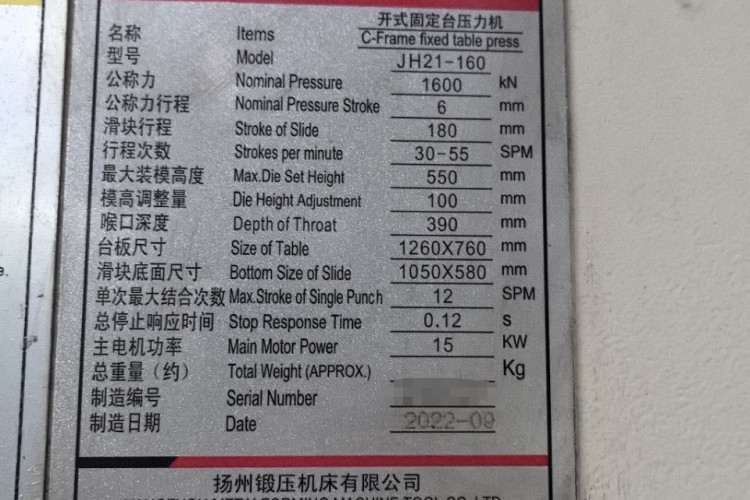 名称 Items 开式固定台压力机
C-Frame fixed table press
型号 Model JH21-160
公称力 Nominal Pressure 1600 kN
公称力行程 Nominal Pressure Stroke 6 mm
滑块行程 Stroke of Slide 180 mm
行程次数 Strokes per minute 30-55 SPM
最大装模高度 Max.Die Set Height 550 mm
模高调整量 Die Height Adjustment 100 mm
喉口深度 Depth of Throat 390 mm
台板尺寸 Size of Table 1260X760 mm
滑块底面尺寸 Bottom Size of Slide 1050X580 mm
单次最大结合次数 Max.Stroke of Single Punch 12 SPM
总停止响应时间 Stop Response Time 0.12 s
主电机功率 Main Motor Power 15 KW
总重量（约） Total Weight (APPROX.) Kg
制造编号 Serial Number
制造日期 Date 2022-09
扬州锻压机床有限公司